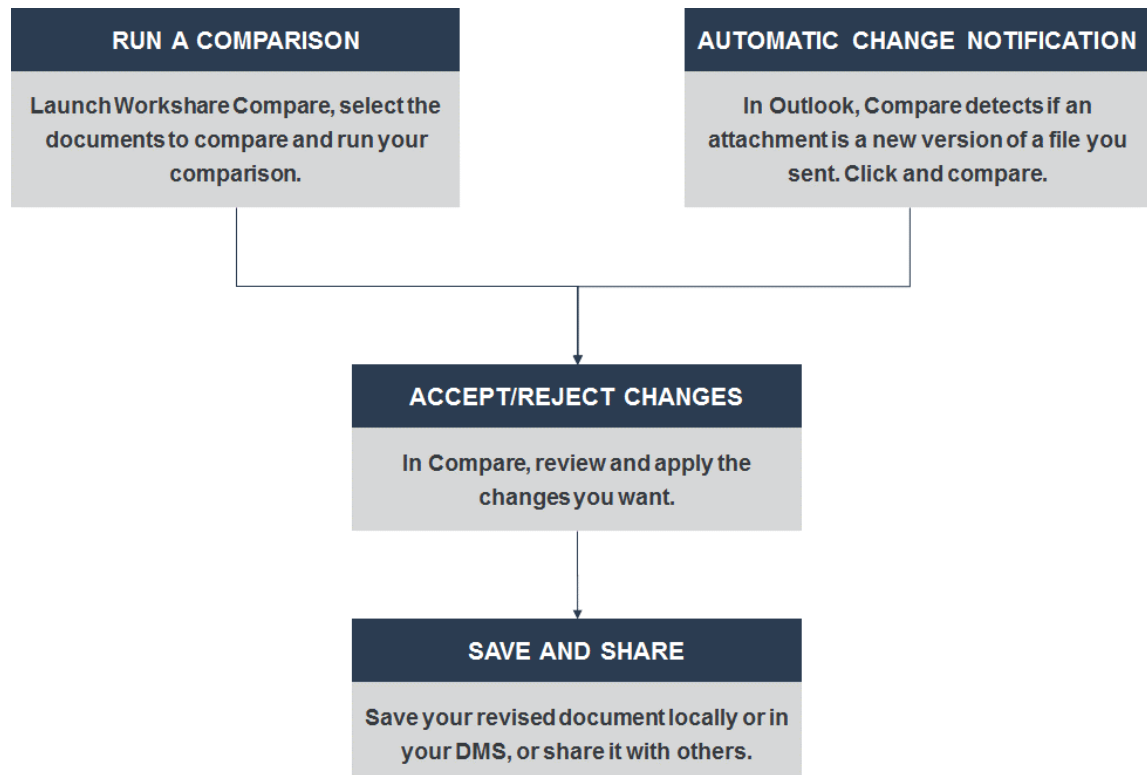 RUN A COMPARISON
Launch Workshare Compare, select the
documents to compare and run your
comparison.
AUTOMATIC CHANGE NOTIFICATION
In Outlook, Compare detects if an
attachment is a new version of a file you
sent. Click and compare.
ACCEPT/REJECT CHANGES
In Compare, review and apply the
changes you want.
SAVE AND SHARE
Save your revised document locally or in
your DMS, or share it with others.